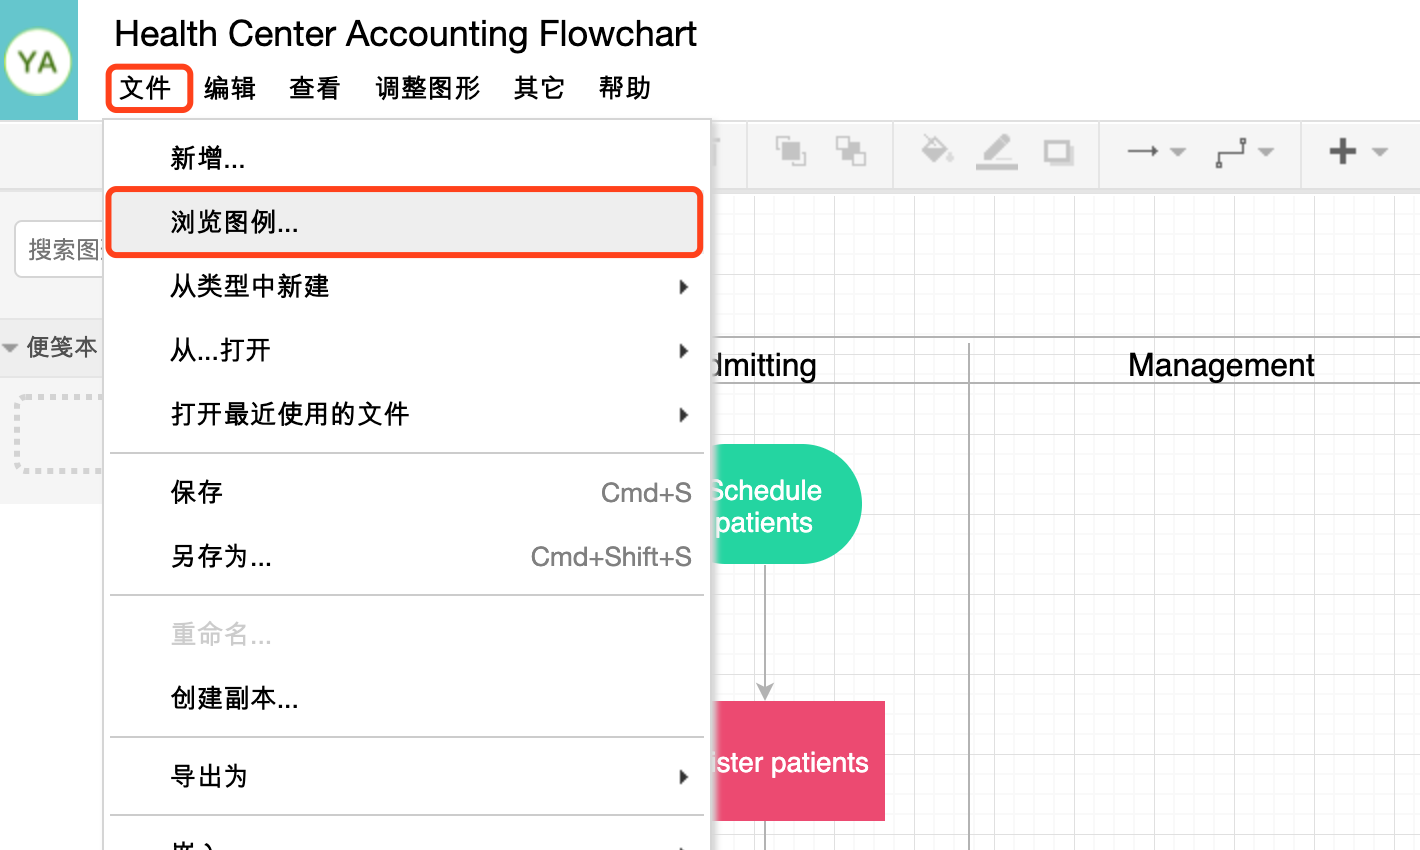 YA
Health Center Accounting Flowchart
文件 编辑 查看 调整图形 其它 帮助
新增...
浏览图例...
搜索图
从类型中新建
从...打开
便笺本
打开最近使用的文件
保存 Cmd+S
另存为... Cmd+Shift+S
重命名...
创建副本...
导出为
dmitting
Management
Schedule
patients
ister patients